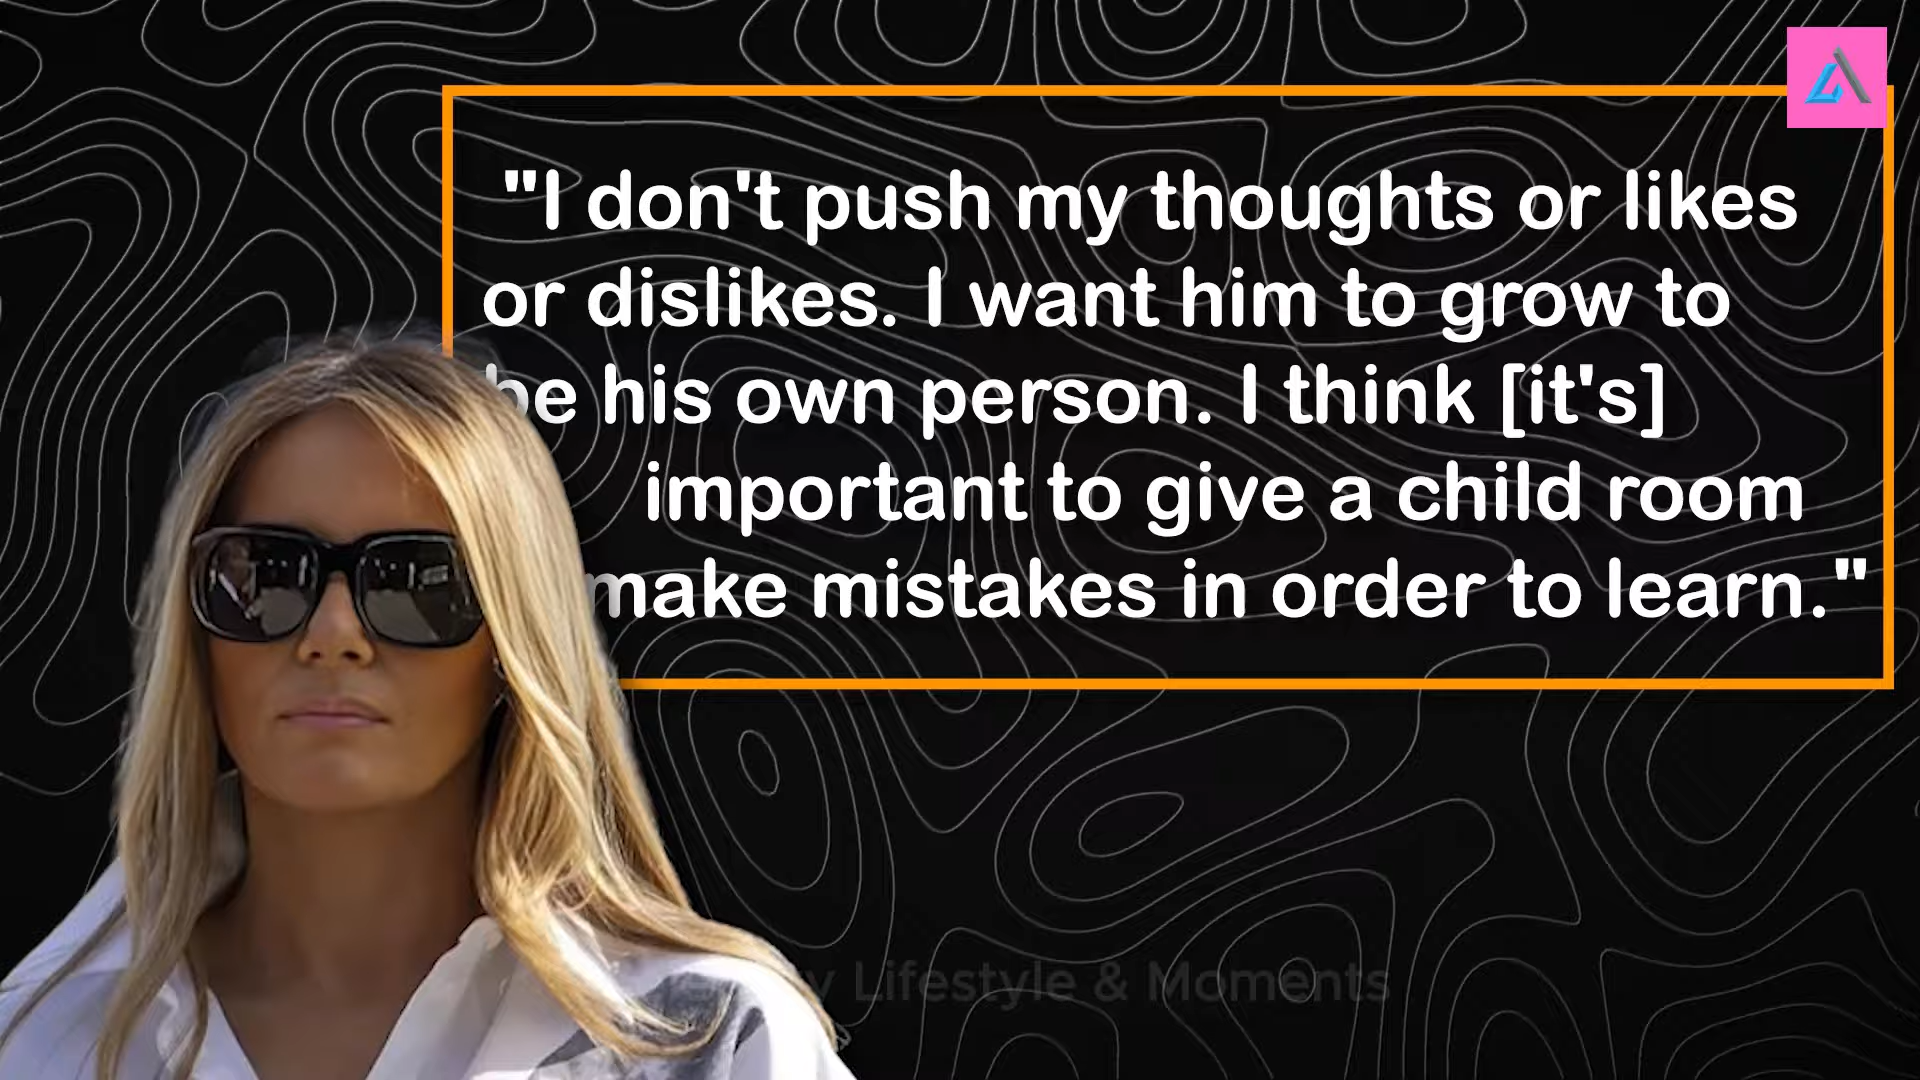 "I don't push my thoughts or likes
or dislikes. I want him to grow to
be his own person. I think [it's]
important to give a child room
make mistakes in order to learn."
Lifestyle & Moments